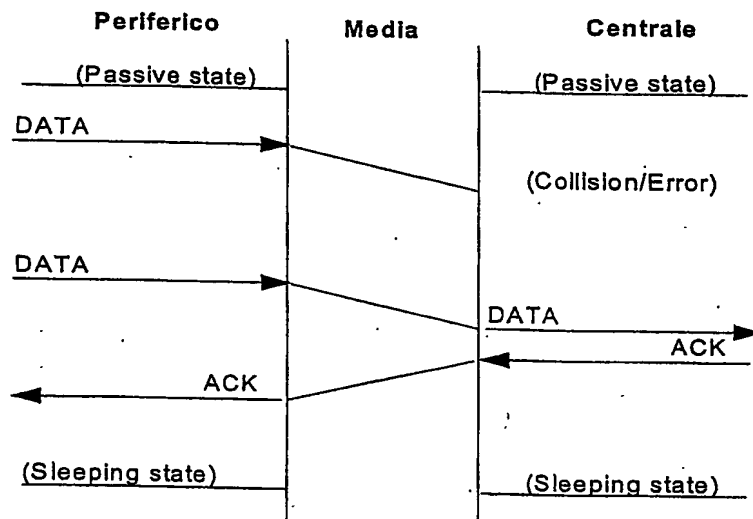 Periferico Media Centrale
(Passive state) (Passive state)
DATA
(Collision/Error)
DATA
DATA
ACK
ACK
(Sleeping state) (Sleeping state)